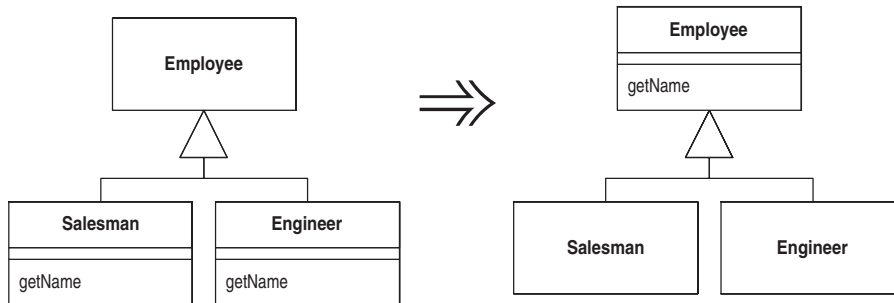 Employee
Salesman
getName
Engineer
getName
Employee
getName
Salesman
Engineer